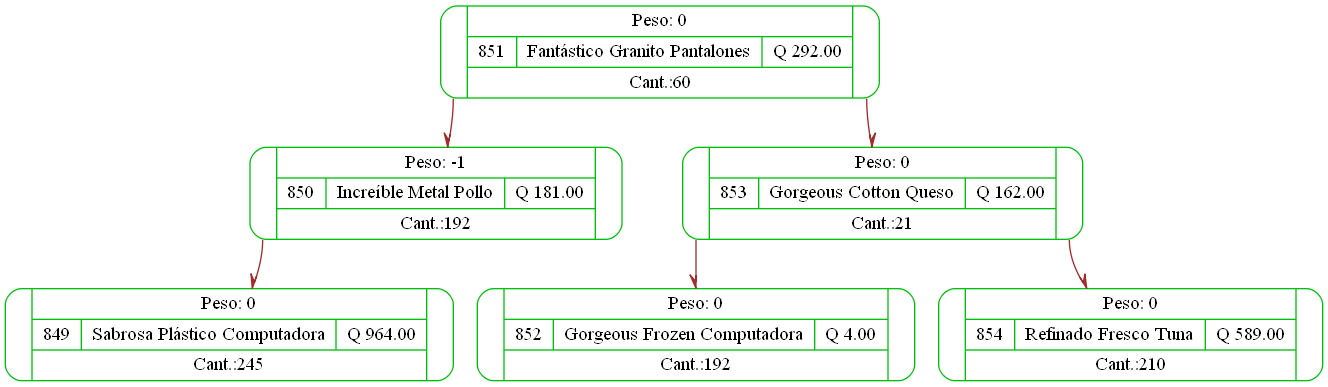 Peso: 0
851 Fantástico Granito Pantalones Q 292.00
Cant.:60
Peso: -1
850 Increíble Metal Pollo Q 181.00
Cant.:192
Peso: 0
853 Gorgeous Cotton Queso Q 162.00
Cant.:21
Peso: 0
849 Sabrosa Plástico Computadora Q 964.00
Cant.:245
Peso: 0
852 Gorgeous Frozen Computadora Q 4.00
Cant.:192
Peso: 0
854 Refinado Fresco Tuna Q 589.00
Cant.:210